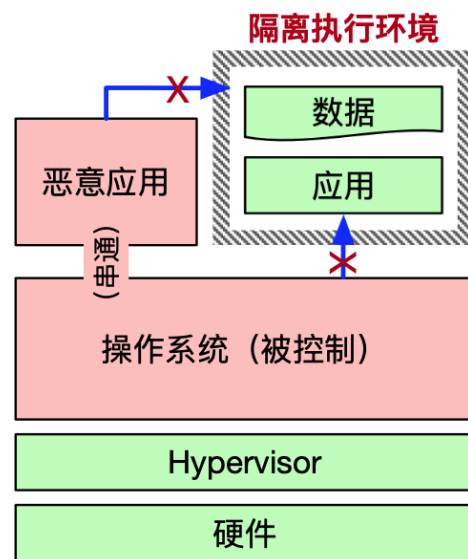 隔离执行环境
数据
恶意应用
应用
(串通)
操作系统（被控制）
Hypervisor
硬件